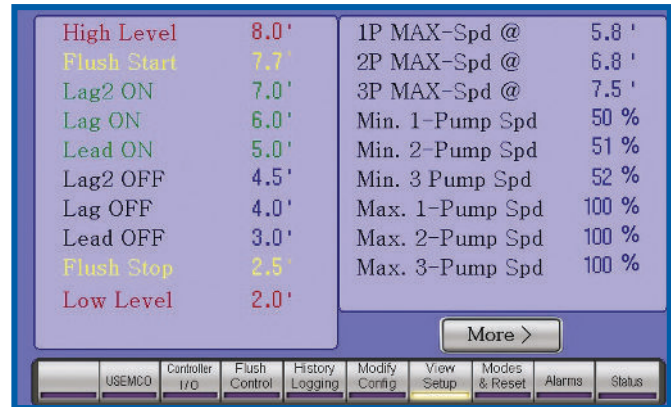 High Level 8.0'
Flush Start 7.7'
Lag2 ON 7.0'
Lag ON 6.0'
Lead ON 5.0'
Lag2 OFF 4.5'
Lag OFF 4.0'
Lead OFF 3.0'
Flush Stop 2.5'
Low Level 2.0'
1P MAX-Spd @ 5.8 '
2P MAX-Spd @ 6.8 '
3P MAX-Spd @ 7.5 '
Min. 1-Pump Spd 50 %
Min. 2-Pump Spd 51 %
Min. 3 Pump Spd 52 %
Max. 1-Pump Spd 100 %
Max. 2-Pump Spd 100 %
Max. 3-Pump Spd 100 %
More >
USEMCO
Controller
I/O
Flush
Control
History
Logging
Modify
Config
View
Setup
Modes
& Reset
Alarms
Status